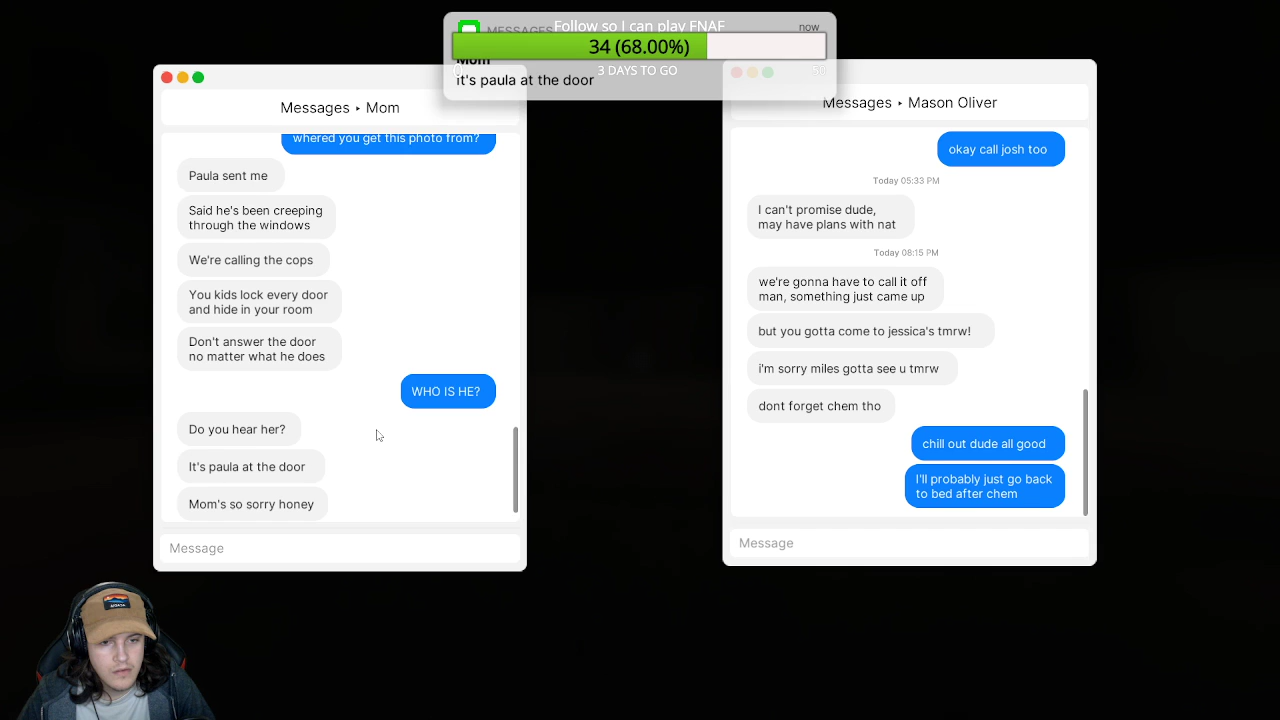 Follow so I can play FNAF
MESSAGES
now
34 (68.00%)
Mom
0
3 DAYS TO GO
50
it's paula at the door
Messages ‣ Mom
whered you get this photo from?
Paula sent me
Said he's been creeping
through the windows
We're calling the cops
You kids lock every door
and hide in your room
Don't answer the door
no matter what he does
WHO IS HE?
Do you hear her?
It's paula at the door
Mom's so sorry honey
Message
Messages ‣ Mason Oliver
okay call josh too
Today 05:33 PM
I can't promise dude,
may have plans with nat
Today 08:15 PM
we're gonna have to call it off
man, something just came up
but you gotta come to jessica's tmrw!
i'm sorry miles gotta see u tmrw
dont forget chem tho
chill out dude all good
I'll probably just go back
to bed after chem
Message